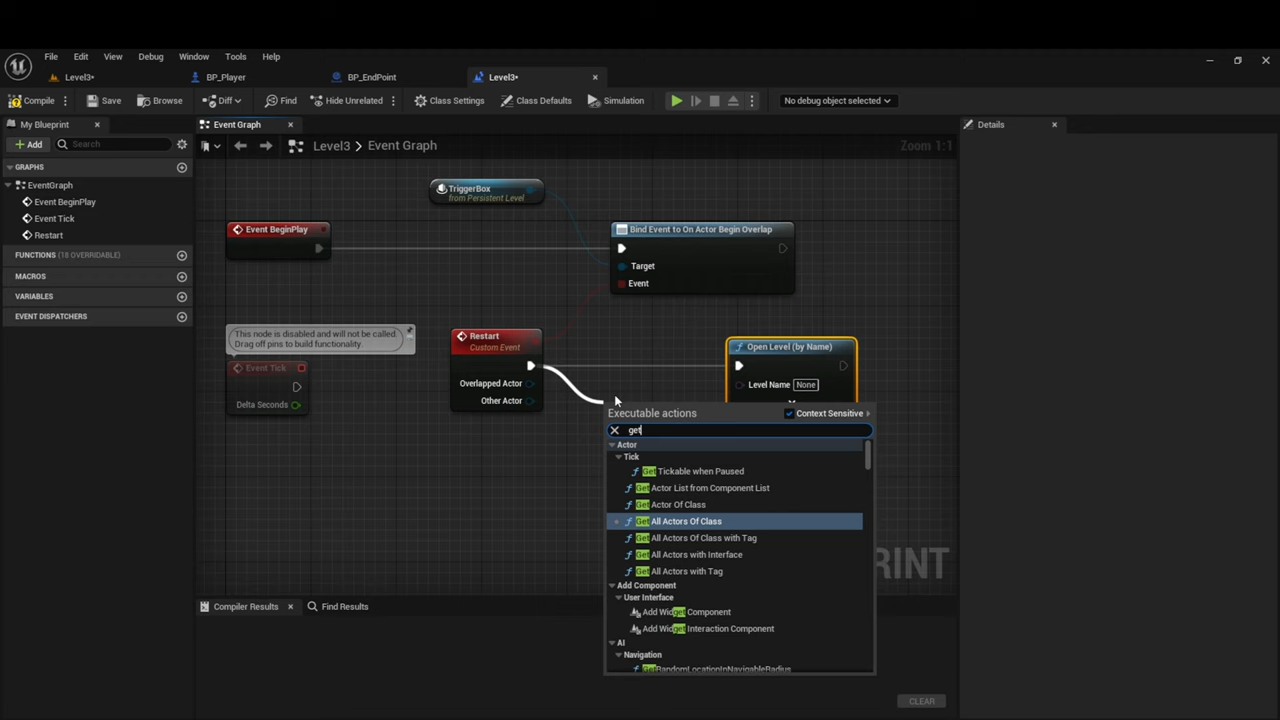 File Edit View Debug Window Tools Help
Level3* BP_Player BP_EndPoint Level3*
Compile Save Browse Diff Find Hide Unrelated Class Settings Class Defaults Simulation No debug object selected
My Blueprint Event Graph Details
Add Search
Level3 > Event Graph Zoom 1:1
GRAPHS
EventGraph
Event BeginPlay
Event Tick
Restart
FUNCTIONS (18 OVERRIDABLE)
MACROS
VARIABLES
EVENT DISPATCHERS
TriggerBox
from Persistent Level
Event BeginPlay
Bind Event to On Actor Begin Overlap
Target
Event
This node is disabled and will not be called.
Drag off pins to build functionality.
Event Tick
Delta Seconds
Restart
Custom Event
Overlapped Actor
Other Actor
Open Level (by Name)
Level Name None
Executable actions Context Sensitive
get
Actor
Tick
Get Tickable when Paused
Get Actor List from Component List
Get Actor Of Class
Get All Actors Of Class
Get All Actors Of Class with Tag
Get All Actors with Interface
Get All Actors with Tag
Add Component
User Interface
Add Widget Component
Add Widget Interaction Component
AI
Navigation
GetRandomLocationInNavigableRadius
RINT
Compiler Results Find Results
CLEAR